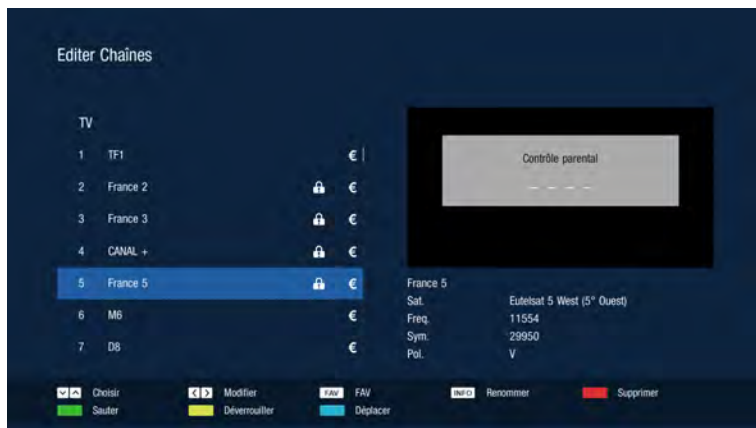 Editer Chaînes
TV
1 TF1 €
2 France 2 €
3 France 3 €
4 CANAL + €
5 France 5 €
6 M6 €
7 D8 €
Contrôle parental
_ _ _ _
France 5
Sat. Eutelsat 5 West (5° Ouest)
Freq. 11554
Sym. 29950
Pol. V
Choisir Modifier FAV FAV INFO Renommer Supprimer
Sauter Déverrouiller Déplacer